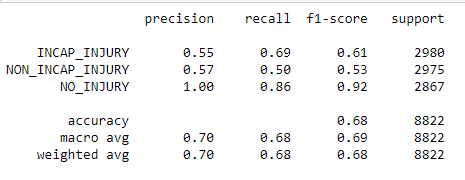 precision recall f1-score support
INCAP_INJURY 0.55 0.69 0.61 2980
NON_INCAP_INJURY 0.57 0.50 0.53 2975
NO_INJURY 1.00 0.86 0.92 2867
accuracy 0.68 8822
macro avg 0.70 0.68 0.69 8822
weighted avg 0.70 0.68 0.68 8822